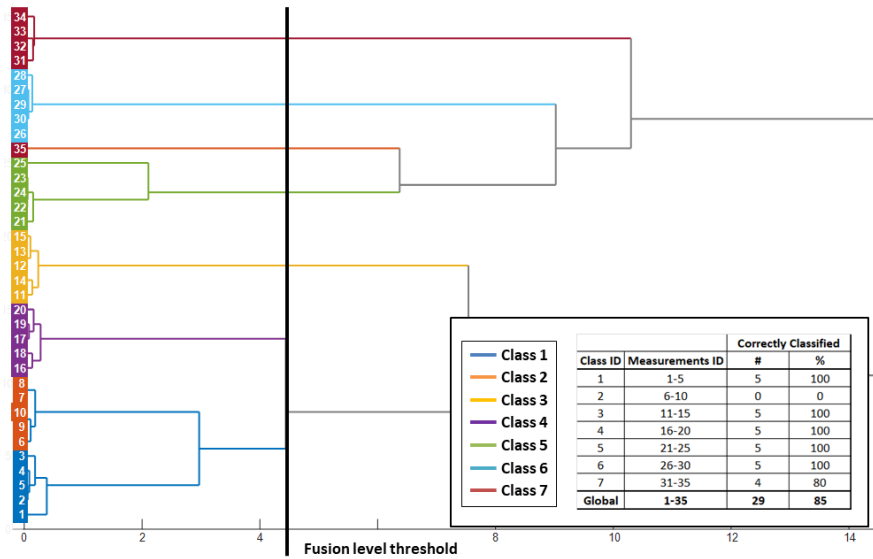 34
33
32
31
28
27
29
30
26
35
25
23
24
22
21
15
13
12
14
11
20
19
17
18
16
8
7
10
9
6
3
4
5
2
1
Class 1
Class 2
Class 3
Class 4
Class 5
Class 6
Class 7
Correctly Classified
Class ID Measurements ID # %
1 1-5 5 100
2 6-10 0 0
3 11-15 5 100
4 16-20 5 100
5 21-25 5 100
6 26-30 5 100
7 31-35 4 80
Global 1-35 29 85
0 2 4 8 10 12 14
Fusion level threshold